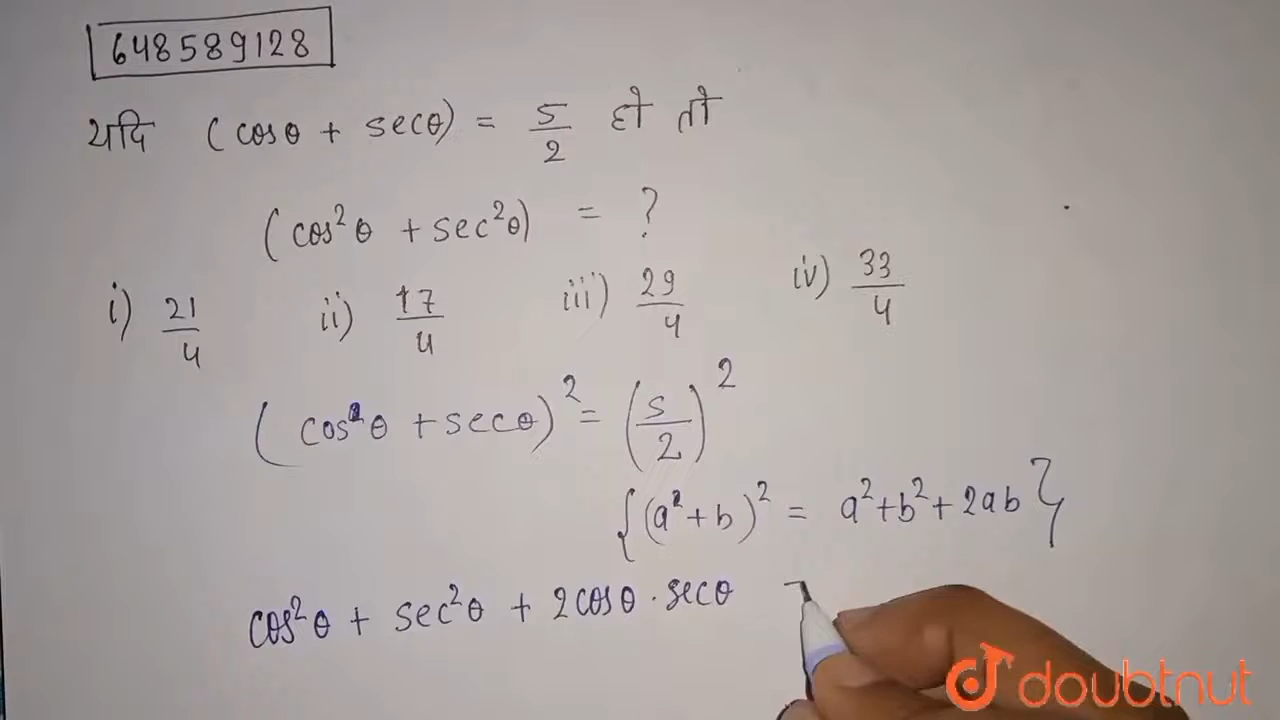 648589128
यदि (cosθ + secθ) = 5/2 हो तो
(cos²θ + sec²θ) = ?
i) 21/4 ii) 17/4 iii) 29/4 iv) 33/4
(cos²θ + secθ)² = (5/2)²
{(a²+b)² = a²+b²+2ab}
cos²θ + sec²θ + 2cosθ·secθ
doubtnut